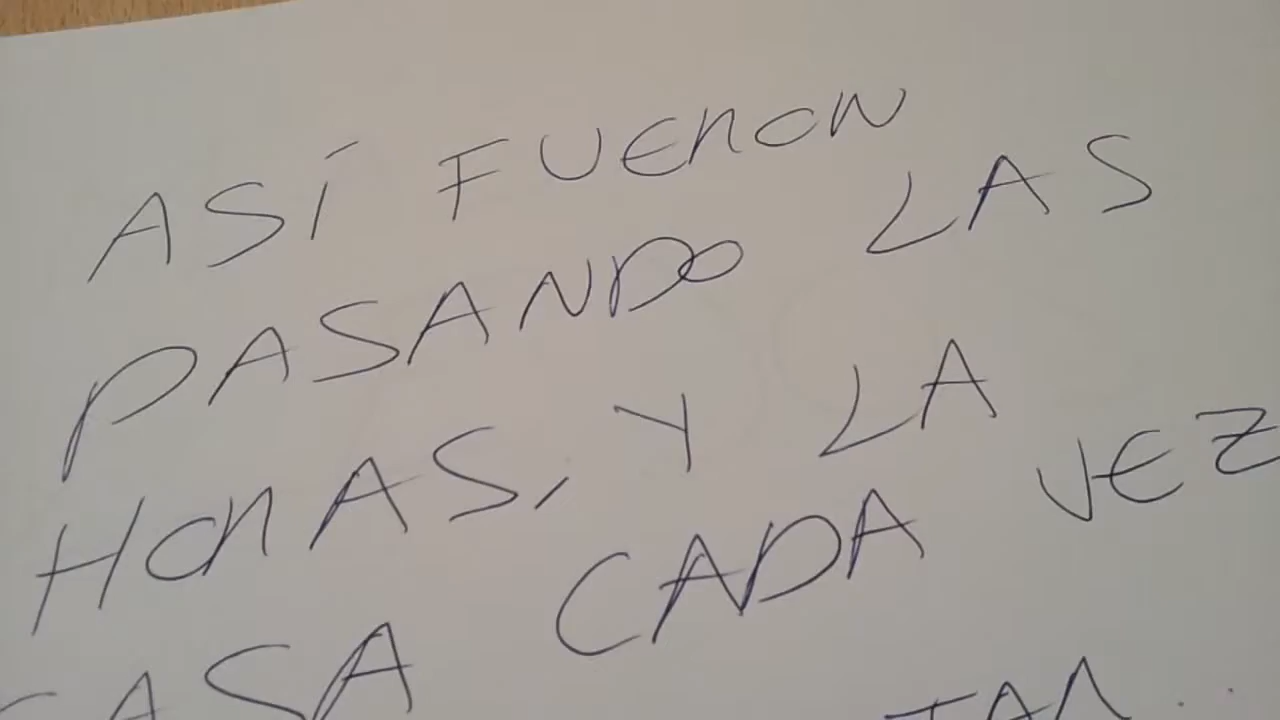 ASÍ FUERON
PASANDO LAS
HORAS, Y LA
CASA CADA VEZ